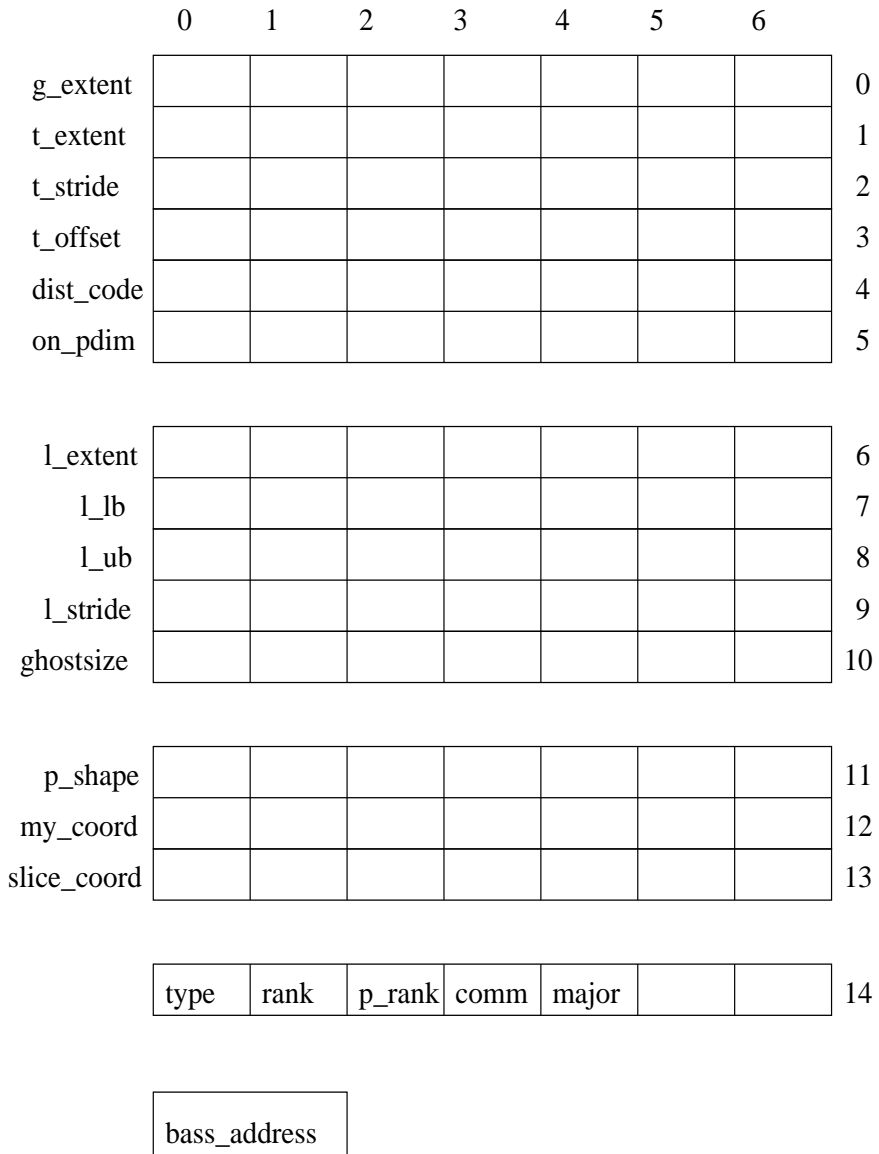 0 1 2 3 4 5 6
g_extent 0
t_extent 1
t_stride 2
t_offset 3
dist_code 4
on_pdim 5
l_extent 6
l_lb 7
l_ub 8
l_stride 9
ghostsize 10
p_shape 11
my_coord 12
slice_coord 13
type rank p_rank comm major 14
bass_address